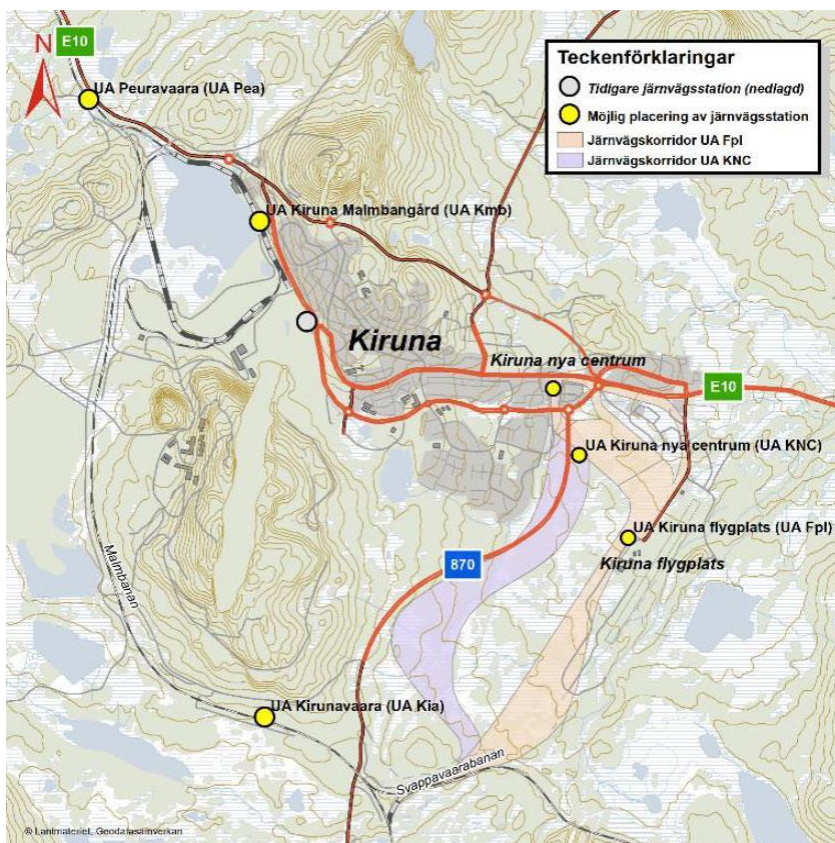 N
E10
UA Peuravaara (UA Pea)
Teckenförklaringar
Tidigare järnvägsstation (nedlagd)
Möjlig placering av järnvägsstation
Järnvägskorridor UA Fpl
Järnvägskorridor UA KNC
UA Kiruna Malmbangård (UA Kmb)
Kiruna
Kiruna nya centrum
E10
UA Kiruna nya centrum (UA KNC)
UA Kiruna flygplats (UA Fpl)
Kiruna flygplats
870
Malmbanan
UA Kirunavaara (UA Kia)
Svappavaarabanan
© Lantmäteriet, Geodatasamverkan